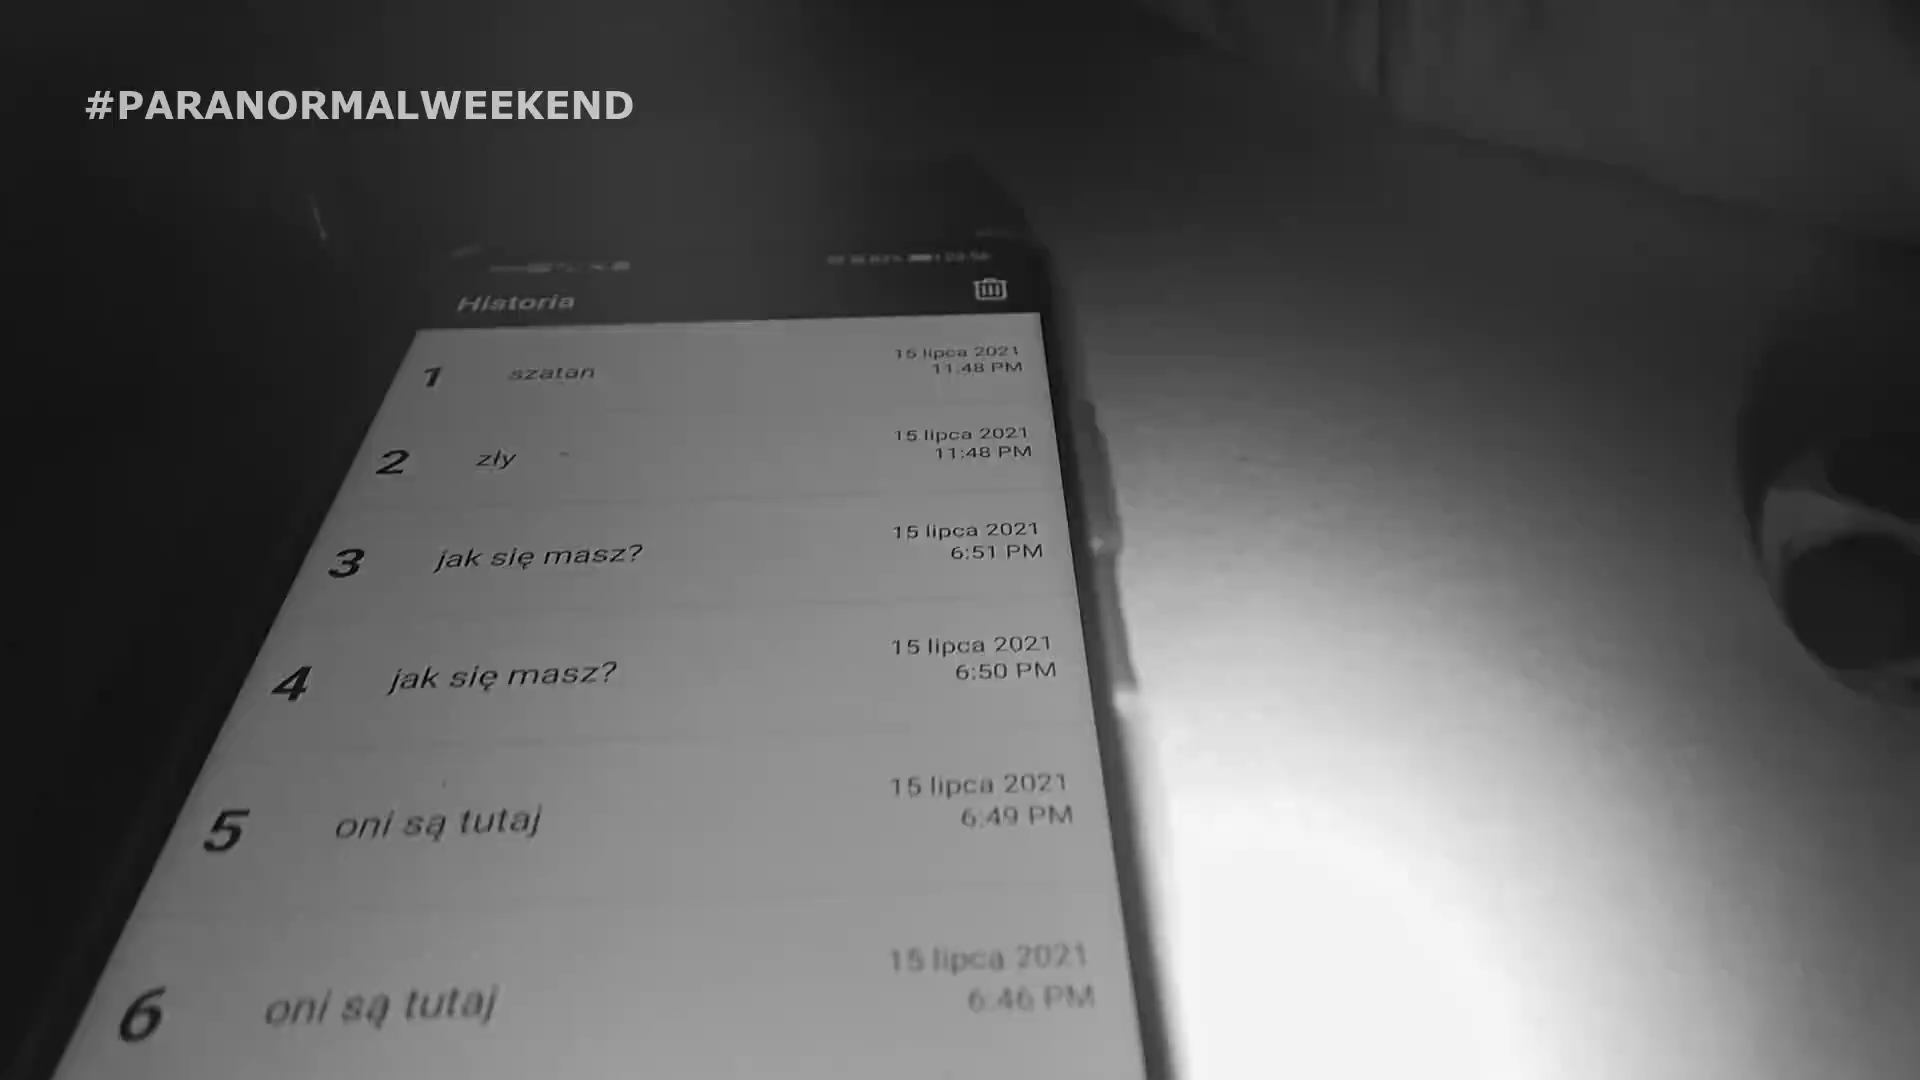 #PARANORMALWEEKEND
Historia
1 szatan 15 lipca 2021
11:48 PM
2 zły 15 lipca 2021
11:48 PM
3 jak się masz? 15 lipca 2021
6:51 PM
4 jak się masz? 15 lipca 2021
6:50 PM
5 oni są tutaj 15 lipca 2021
6:49 PM
6 oni są tutaj 15 lipca 2021
6:46 PM